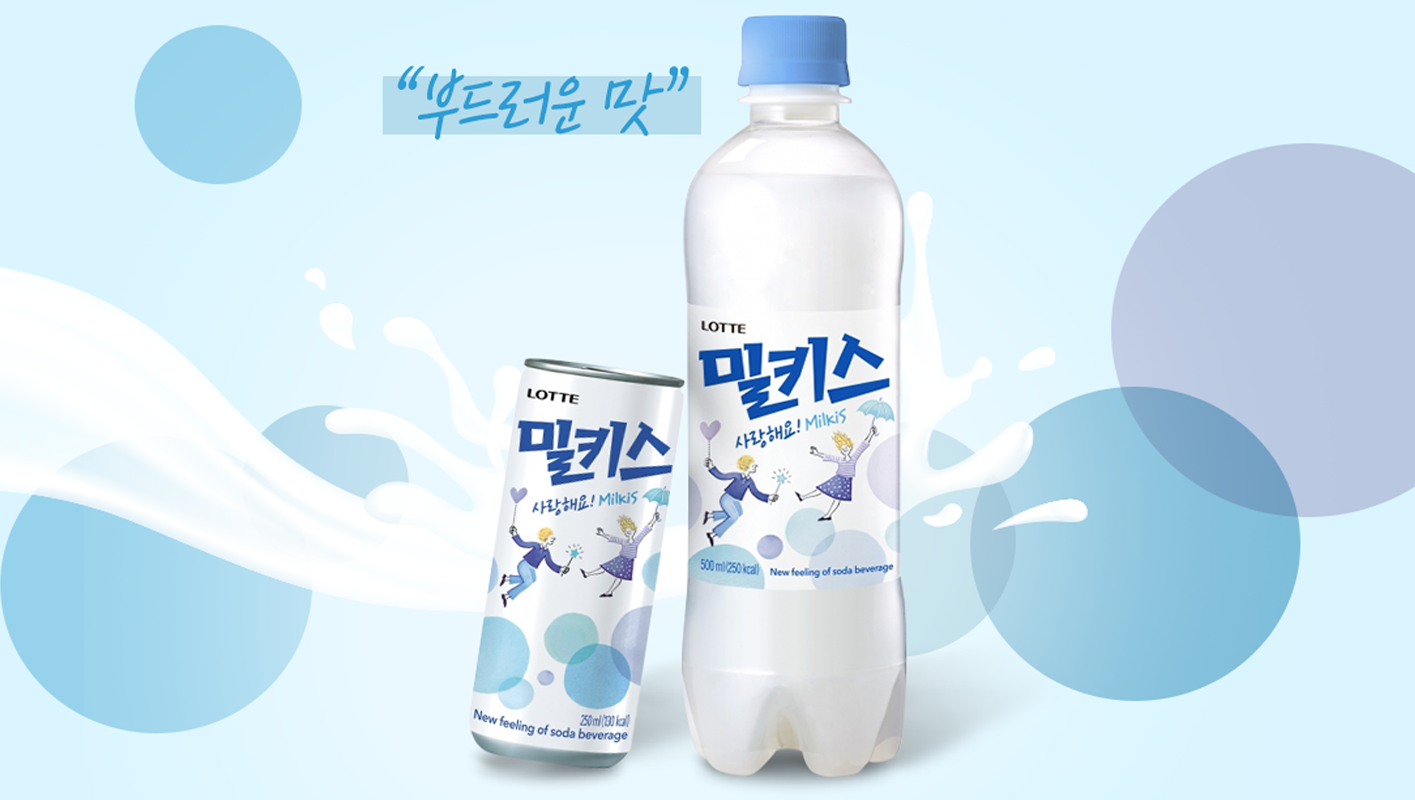 “부드러운 맛”
LOTTE
밀키스
사랑해요! Milkis
500 ml(250 kcal) New feeling of soda beverage
LOTTE
밀키스
사랑해요! Milkis
250 ml(130 kcal)
New feeling of soda beverage